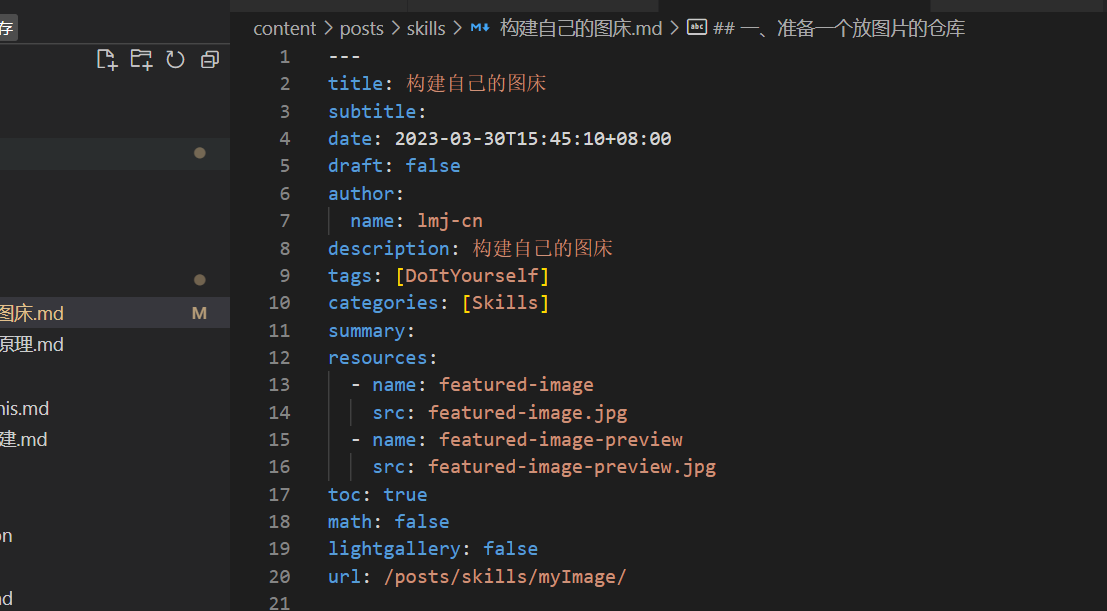 存
content > posts > skills > 构建自己的图床.md > ## 一、准备一个放图片的仓库
图床.md M
原理.md
his.md
建.md
on
nd
1 ---
2 title: 构建自己的图床
3 subtitle:
4 date: 2023-03-30T15:45:10+08:00
5 draft: false
6 author:
7 name: lmj-cn
8 description: 构建自己的图床
9 tags: [DoItYourself]
10 categories: [Skills]
11 summary:
12 resources:
13 - name: featured-image
14 src: featured-image.jpg
15 - name: featured-image-preview
16 src: featured-image-preview.jpg
17 toc: true
18 math: false
19 lightgallery: false
20 url: /posts/skills/myImage/
21